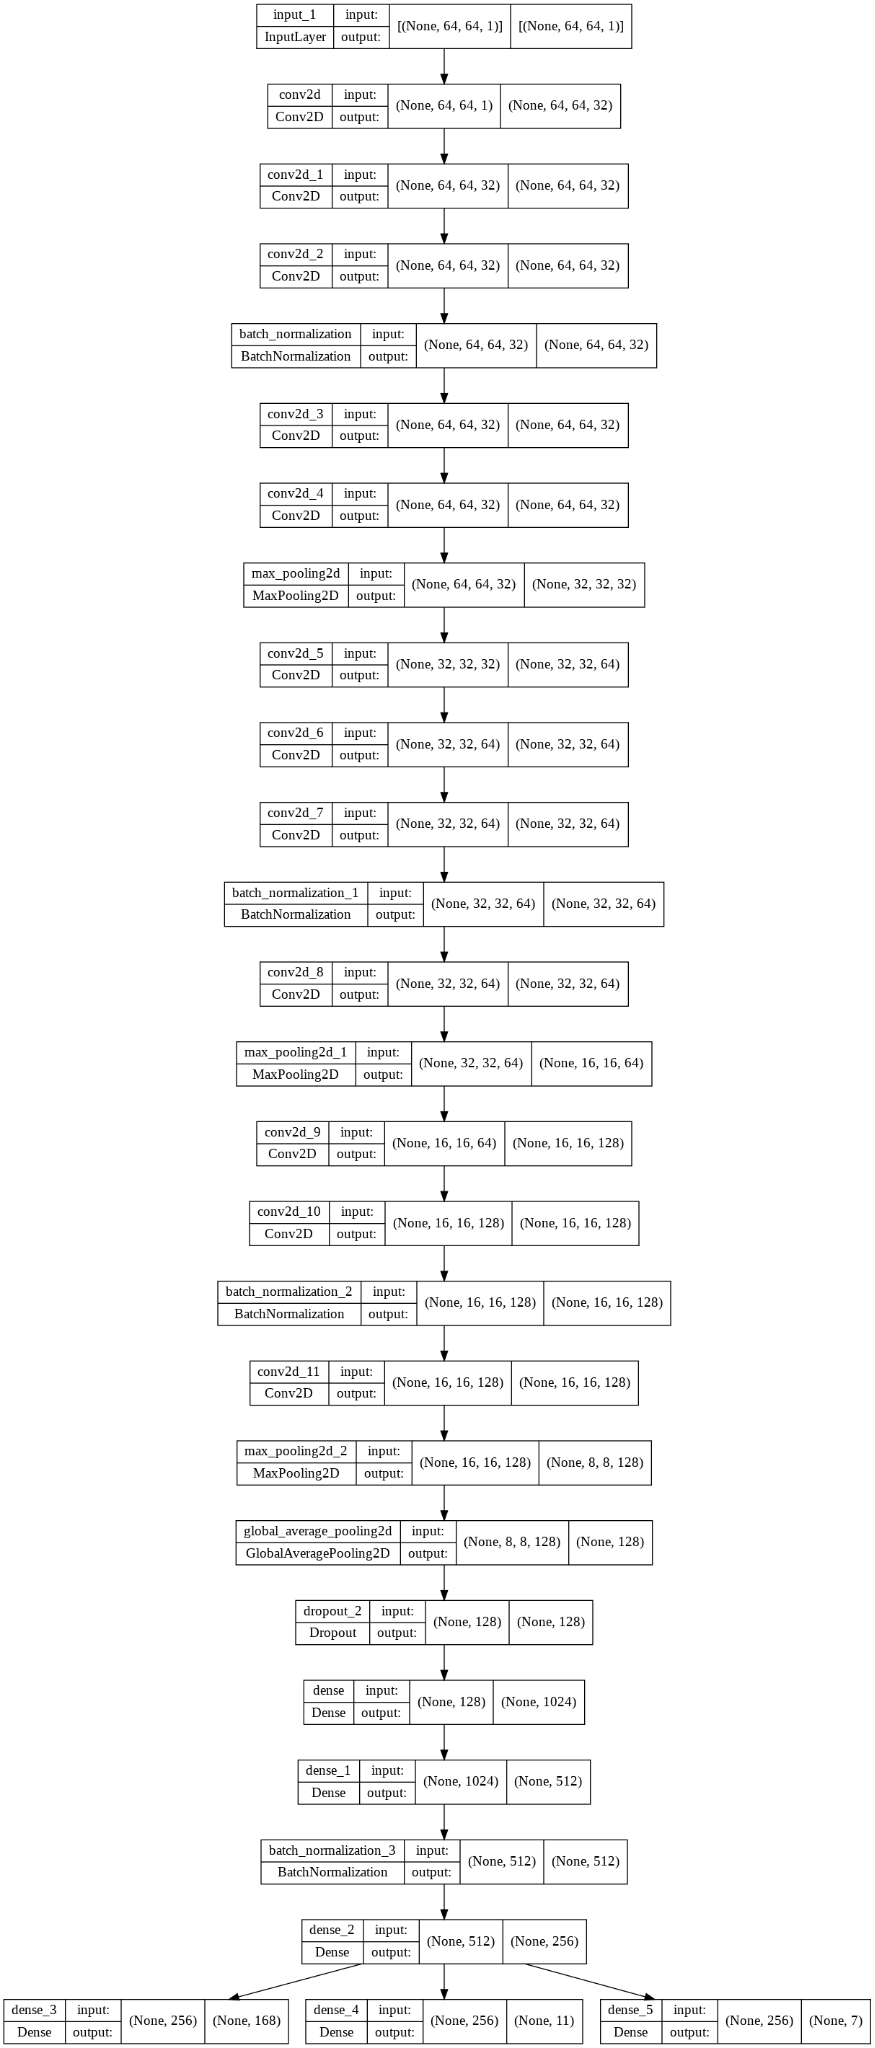 input_1 input: [(None, 64, 64, 1)] [(None, 64, 64, 1)]
InputLayer output:
conv2d input: (None, 64, 64, 1) (None, 64, 64, 32)
Conv2D output:
conv2d_1 input: (None, 64, 64, 32) (None, 64, 64, 32)
Conv2D output:
conv2d_2 input: (None, 64, 64, 32) (None, 64, 64, 32)
Conv2D output:
batch_normalization input: (None, 64, 64, 32) (None, 64, 64, 32)
BatchNormalization output:
conv2d_3 input: (None, 64, 64, 32) (None, 64, 64, 32)
Conv2D output:
conv2d_4 input: (None, 64, 64, 32) (None, 64, 64, 32)
Conv2D output:
max_pooling2d input: (None, 64, 64, 32) (None, 32, 32, 32)
MaxPooling2D output:
conv2d_5 input: (None, 32, 32, 32) (None, 32, 32, 64)
Conv2D output:
conv2d_6 input: (None, 32, 32, 64) (None, 32, 32, 64)
Conv2D output:
conv2d_7 input: (None, 32, 32, 64) (None, 32, 32, 64)
Conv2D output:
batch_normalization_1 input: (None, 32, 32, 64) (None, 32, 32, 64)
BatchNormalization output:
conv2d_8 input: (None, 32, 32, 64) (None, 32, 32, 64)
Conv2D output:
max_pooling2d_1 input: (None, 32, 32, 64) (None, 16, 16, 64)
MaxPooling2D output:
conv2d_9 input: (None, 16, 16, 64) (None, 16, 16, 128)
Conv2D output:
conv2d_10 input: (None, 16, 16, 128) (None, 16, 16, 128)
Conv2D output:
batch_normalization_2 input: (None, 16, 16, 128) (None, 16, 16, 128)
BatchNormalization output:
conv2d_11 input: (None, 16, 16, 128) (None, 16, 16, 128)
Conv2D output:
max_pooling2d_2 input: (None, 16, 16, 128) (None, 8, 8, 128)
MaxPooling2D output:
global_average_pooling2d input: (None, 8, 8, 128) (None, 128)
GlobalAveragePooling2D output:
dropout_2 input: (None, 128) (None, 128)
Dropout output:
dense input: (None, 128) (None, 1024)
Dense output:
dense_1 input: (None, 1024) (None, 512)
Dense output:
batch_normalization_3 input: (None, 512) (None, 512)
BatchNormalization output:
dense_2 input: (None, 512) (None, 256)
Dense output:
dense_3 input: (None, 256) (None, 168)
Dense output:
dense_4 input: (None, 256) (None, 11)
Dense output:
dense_5 input: (None, 256) (None, 7)
Dense output: